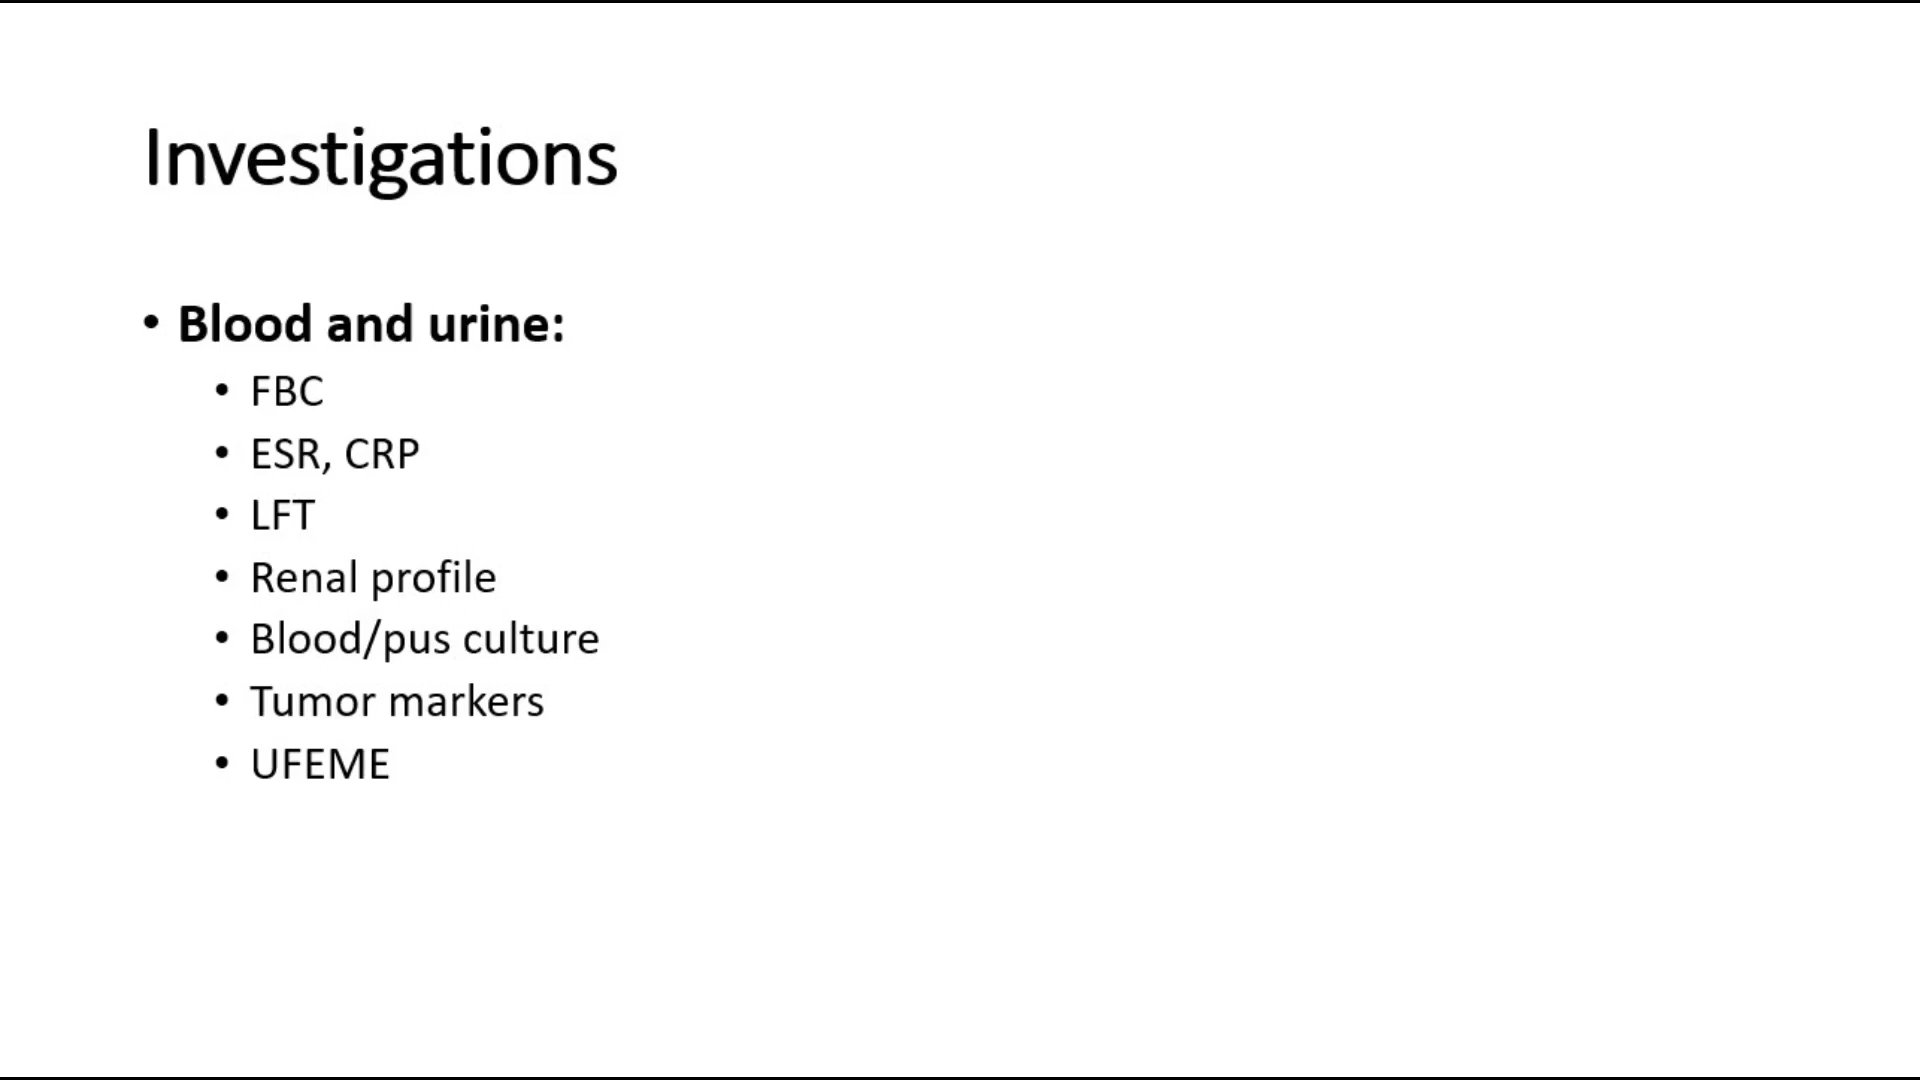 Investigations
• Blood and urine:
• FBC
• ESR, CRP
• LFT
• Renal profile
• Blood/pus culture
• Tumor markers
• UFEME